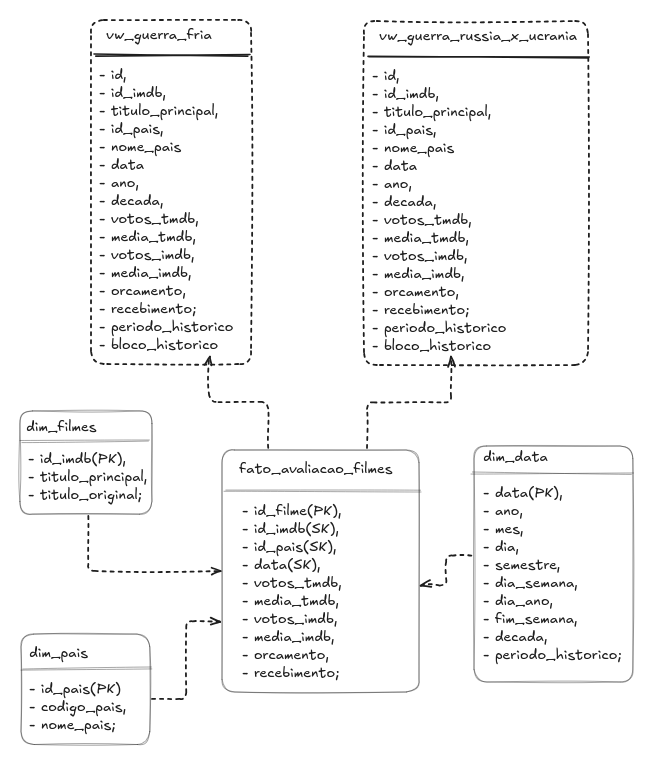 vw_guerra_fria
- id,
- id_imdb,
- titulo_principal,
- id_pais,
- nome_pais
- data
- ano,
- decada,
- votos_tmdb,
- media_tmdb,
- votos_imdb,
- media_imdb,
- orcamento,
- recebimento;
- periodo_historico
- bloco_historico
vw_guerra_russia_x_ucrania
- id,
- id_imdb,
- titulo_principal,
- id_pais,
- nome_pais
- data
- ano,
- decada,
- votos_tmdb,
- media_tmdb,
- votos_imdb,
- media_imdb,
- orcamento,
- recebimento;
- periodo_historico
- bloco_historico
dim_filmes
- id_imdb(PK),
- titulo_principal,
- titulo_original;
fato_avaliacao_filmes
- id_filme(PK),
- id_imdb(SK),
- id_pais(SK),
- data(SK),
- votos_tmdb,
- media_tmdb,
- votos_imdb,
- media_imdb,
- orcamento,
- recebimento;
dim_data
- data(PK),
- ano,
- mes,
- dia,
- semestre,
- dia_semana,
- dia_ano,
- fim_semana,
- decada,
- periodo_historico;
dim_pais
- id_pais(PK)
- codigo_pais,
- nome_pais;